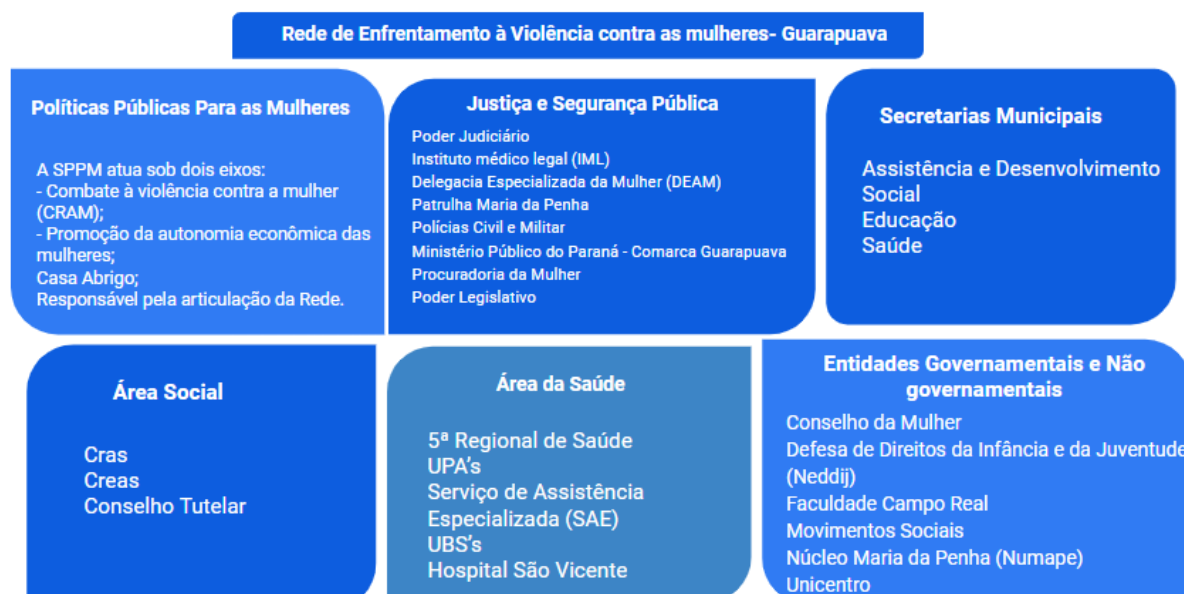 Rede de Enfrentamento à Violência contra as mulheres- Guarapuava
Políticas Públicas Para as Mulheres
A SPPM atua sob dois eixos:
- Combate à violência contra a mulher
(CRAM);
- Promoção da autonomia econômica das
mulheres;
Casa Abrigo;
Responsável pela articulação da Rede.
Justiça e Segurança Pública
Poder Judiciário
Instituto médico legal (IML)
Delegacia Especializada da Mulher (DEAM)
Patrulha Maria da Penha
Polícias Civil e Militar
Ministério Público do Paraná - Comarca Guarapuava
Procuradoria da Mulher
Poder Legislativo
Secretarias Municipais
Assistência e Desenvolvimento
Social
Educação
Saúde
Área Social
Cras
Creas
Conselho Tutelar
Área da Saúde
5ª Regional de Saúde
UPA's
Serviço de Assistência
Especializada (SAE)
UBS's
Hospital São Vicente
Entidades Governamentais e Não
governamentais
Conselho da Mulher
Defesa de Direitos da Infância e da Juventude
(Neddij)
Faculdade Campo Real
Movimentos Sociais
Núcleo Maria da Penha (Numape)
Unicentro